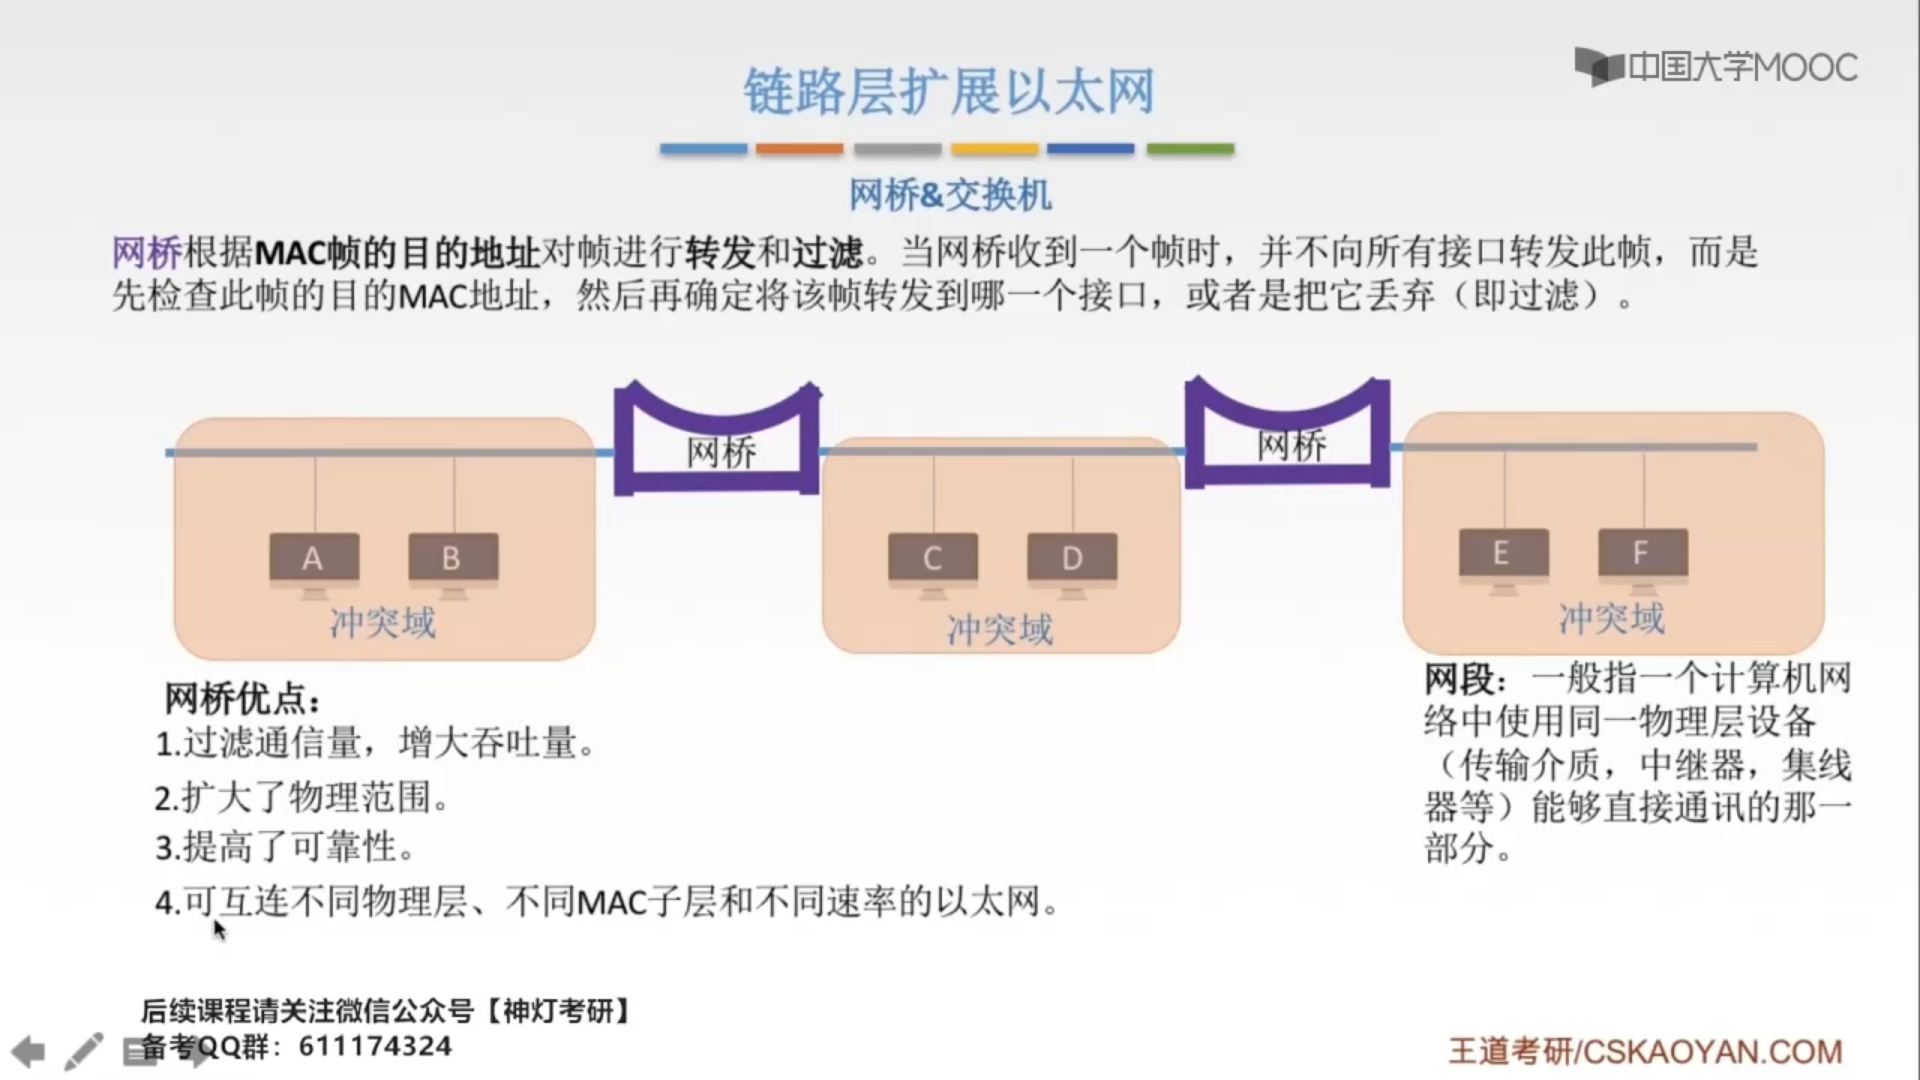 中国大学MOOC
链路层扩展以太网
网桥&交换机
网桥根据MAC帧的目的地址对帧进行转发和过滤。当网桥收到一个帧时，并不向所有接口转发此帧，而是
先检查此帧的目的MAC地址，然后再确定将该帧转发到哪一个接口，或者是把它丢弃（即过滤）。
网桥
网桥
A
B
C
D
E
F
冲突域
冲突域
冲突域
网桥优点：
1.过滤通信量，增大吞吐量。
2.扩大了物理范围。
3.提高了可靠性。
4.可互连不同物理层、不同MAC子层和不同速率的以太网。
网段：一般指一个计算机网
络中使用同一物理层设备
（传输介质，中继器，集线
器等）能够直接通讯的那一
部分。
后续课程请关注微信公众号【神灯考研】
备考QQ群：611174324
王道考研/CSKAOYAN.COM